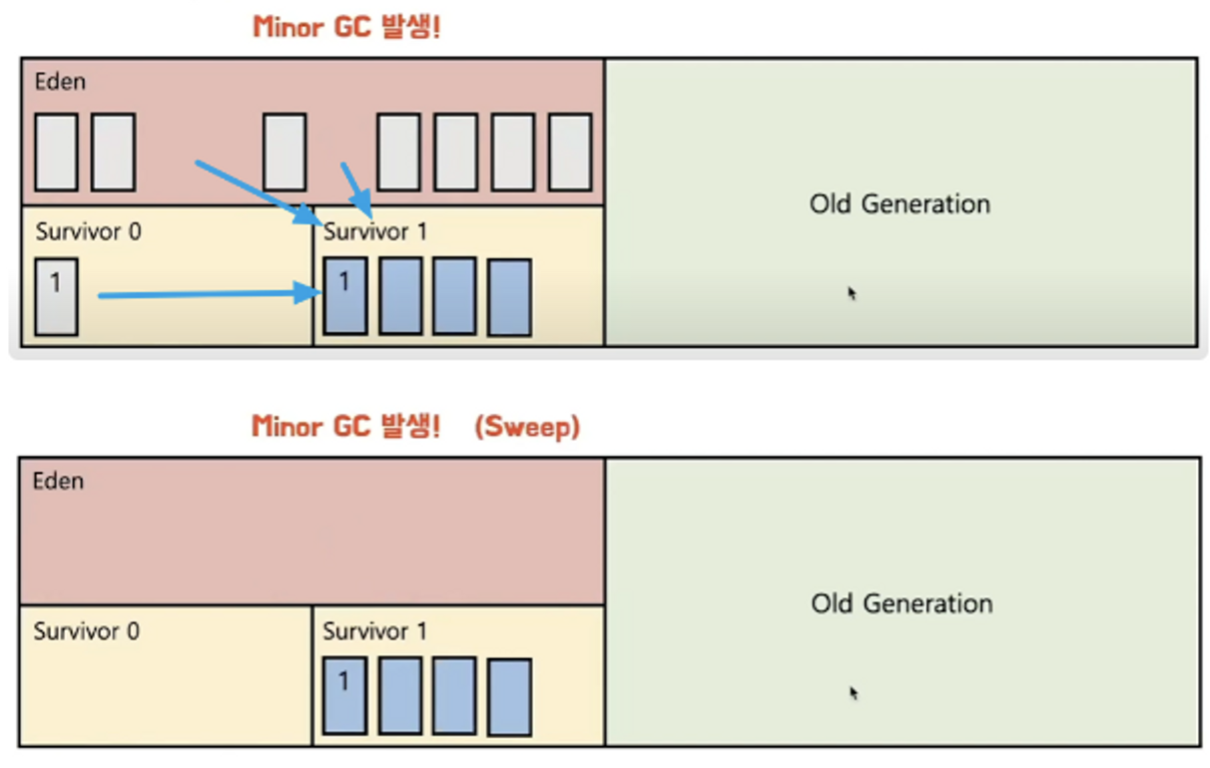 Minor GC 발생!
Eden
Survivor 0
Survivor 1
1
1
Old Generation
Minor GC 발생! (Sweep)
Eden
Survivor 0
Survivor 1
1
Old Generation